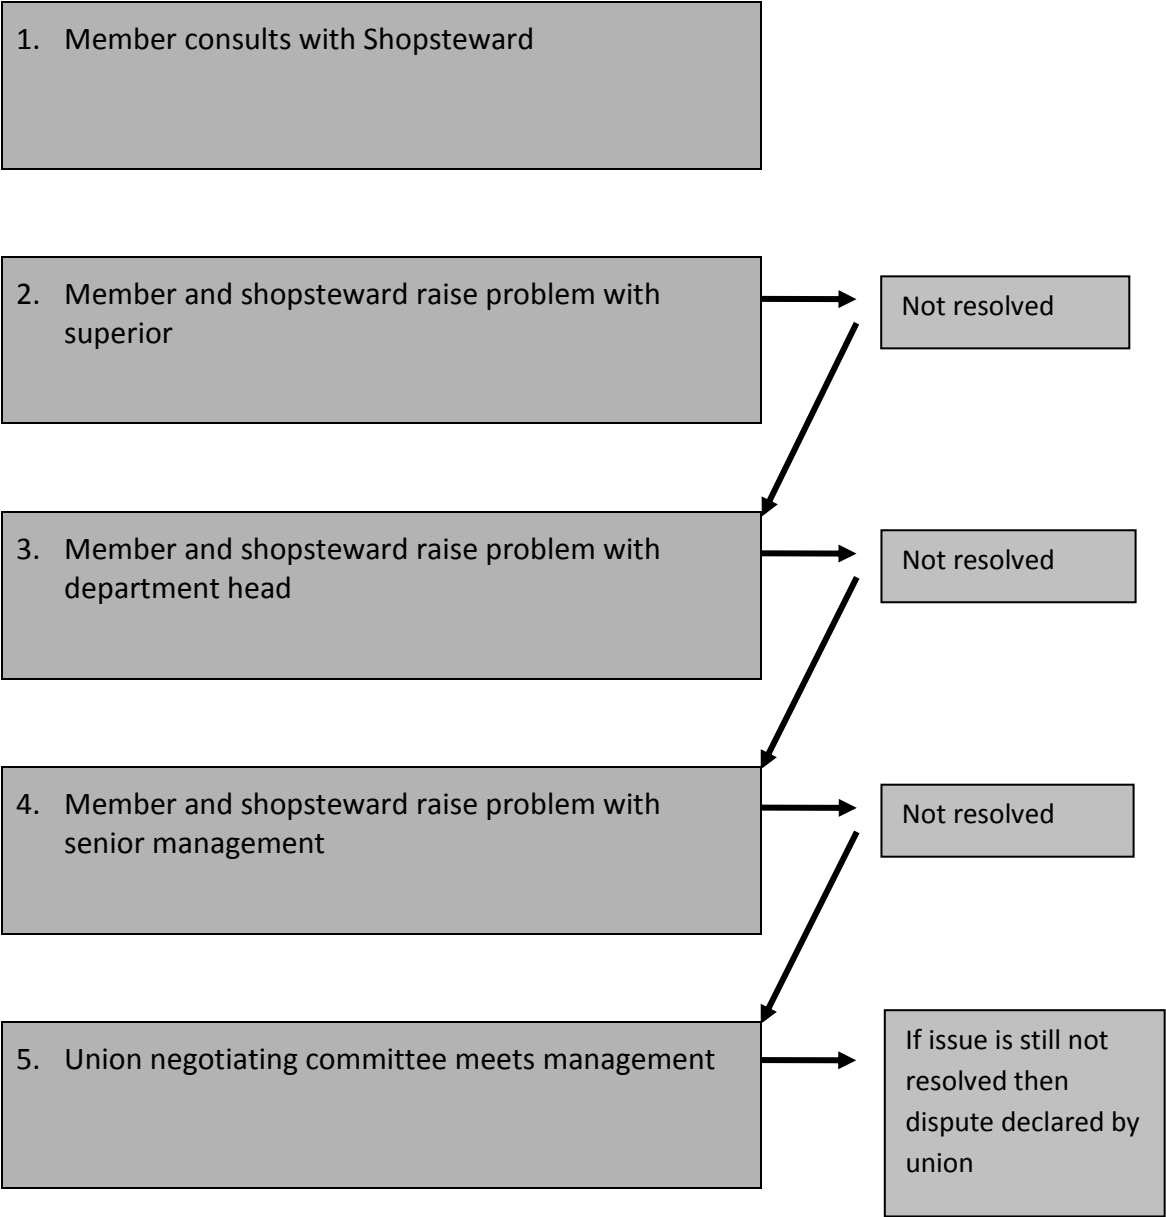 1. Member consults with Shopsteward
2. Member and shopsteward raise problem with
superior
Not resolved
3. Member and shopsteward raise problem with
department head
Not resolved
4. Member and shopsteward raise problem with
senior management
Not resolved
5. Union negotiating committee meets management
If issue is still not
resolved then
dispute declared by
union